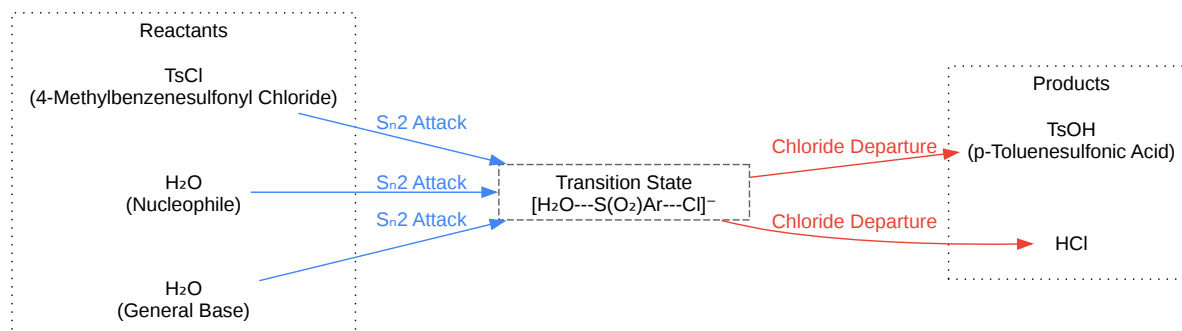 Reactants
TsCl
(4-Methylbenzenesulfonyl Chloride)
Sₙ2 Attack
H₂O
(Nucleophile)
Sₙ2 Attack
H₂O
(General Base)
Sₙ2 Attack
Transition State
[H₂O---S(O₂)Ar---Cl]⁻
Chloride Departure
Chloride Departure
Products
TsOH
(p-Toluenesulfonic Acid)
HCl